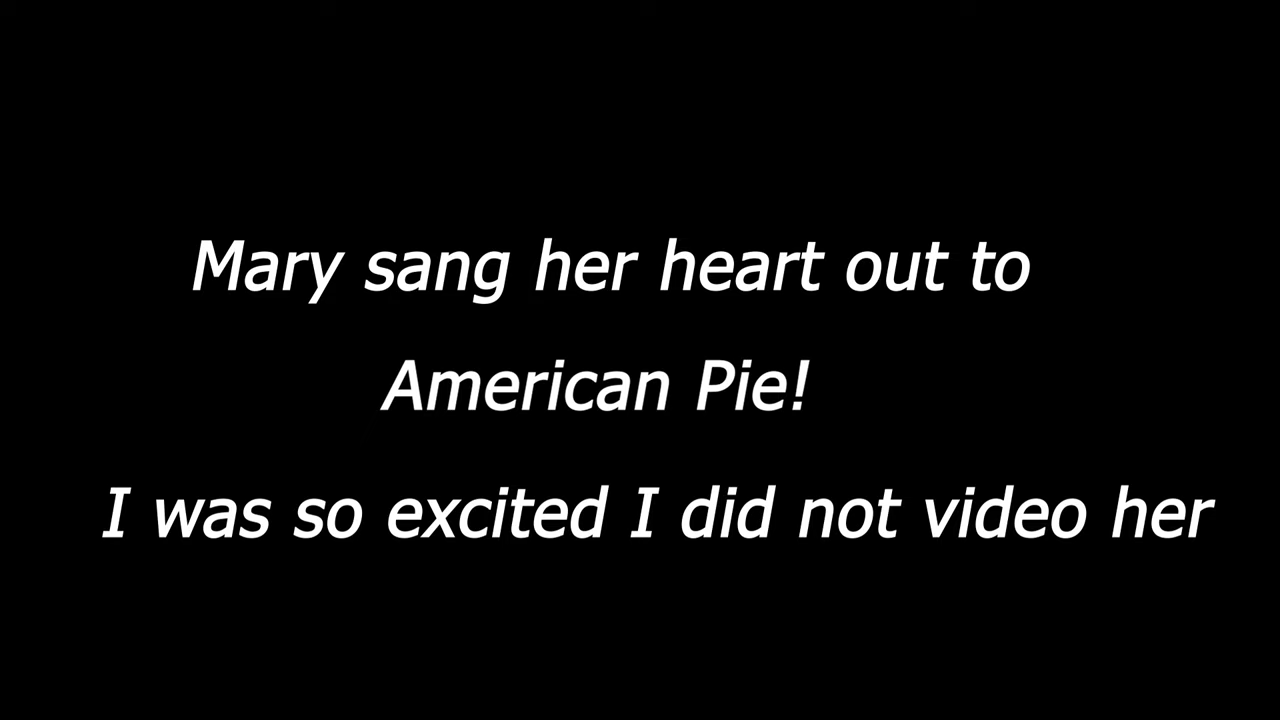 Mary sang her heart out to
American Pie!
I was so excited I did not video her